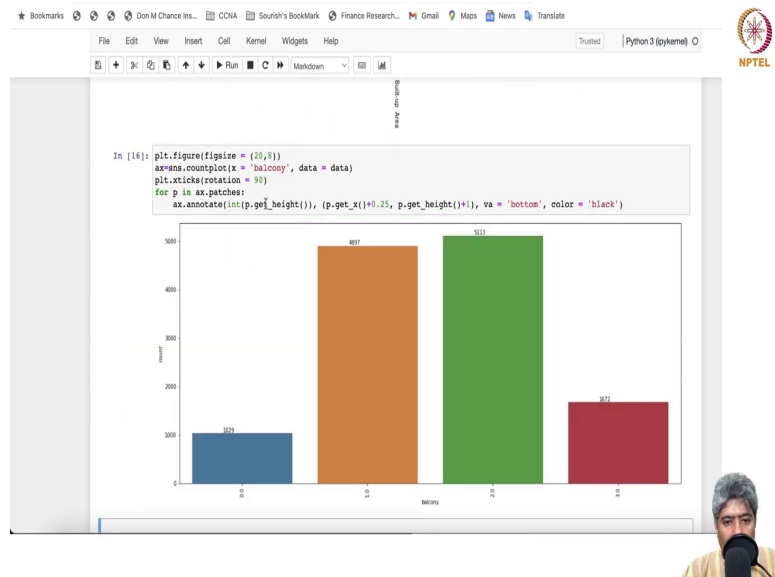 Bookmarks Don M Chance Ins... CCNA Sourish's BookMark Finance Research... Gmail Maps News Translate
File Edit View Insert Cell Kernel Widgets Help Trusted Python 3 (ipykernel)
Run Markdown
NPTEL
Built-up Area
In [16]: plt.figure(figsize = (20,8))
ax=sns.countplot(x = 'balcony', data = data)
plt.xticks(rotation = 90)
for p in ax.patches:
ax.annotate(int(p.get_height()), (p.get_x()+0.25, p.get_height()+1), va = 'bottom', color = 'black')
5113
5000
4897
4000
3000
count
2000
1672
1029
1000
0
0.0 1.0 2.0 3.0
balcony